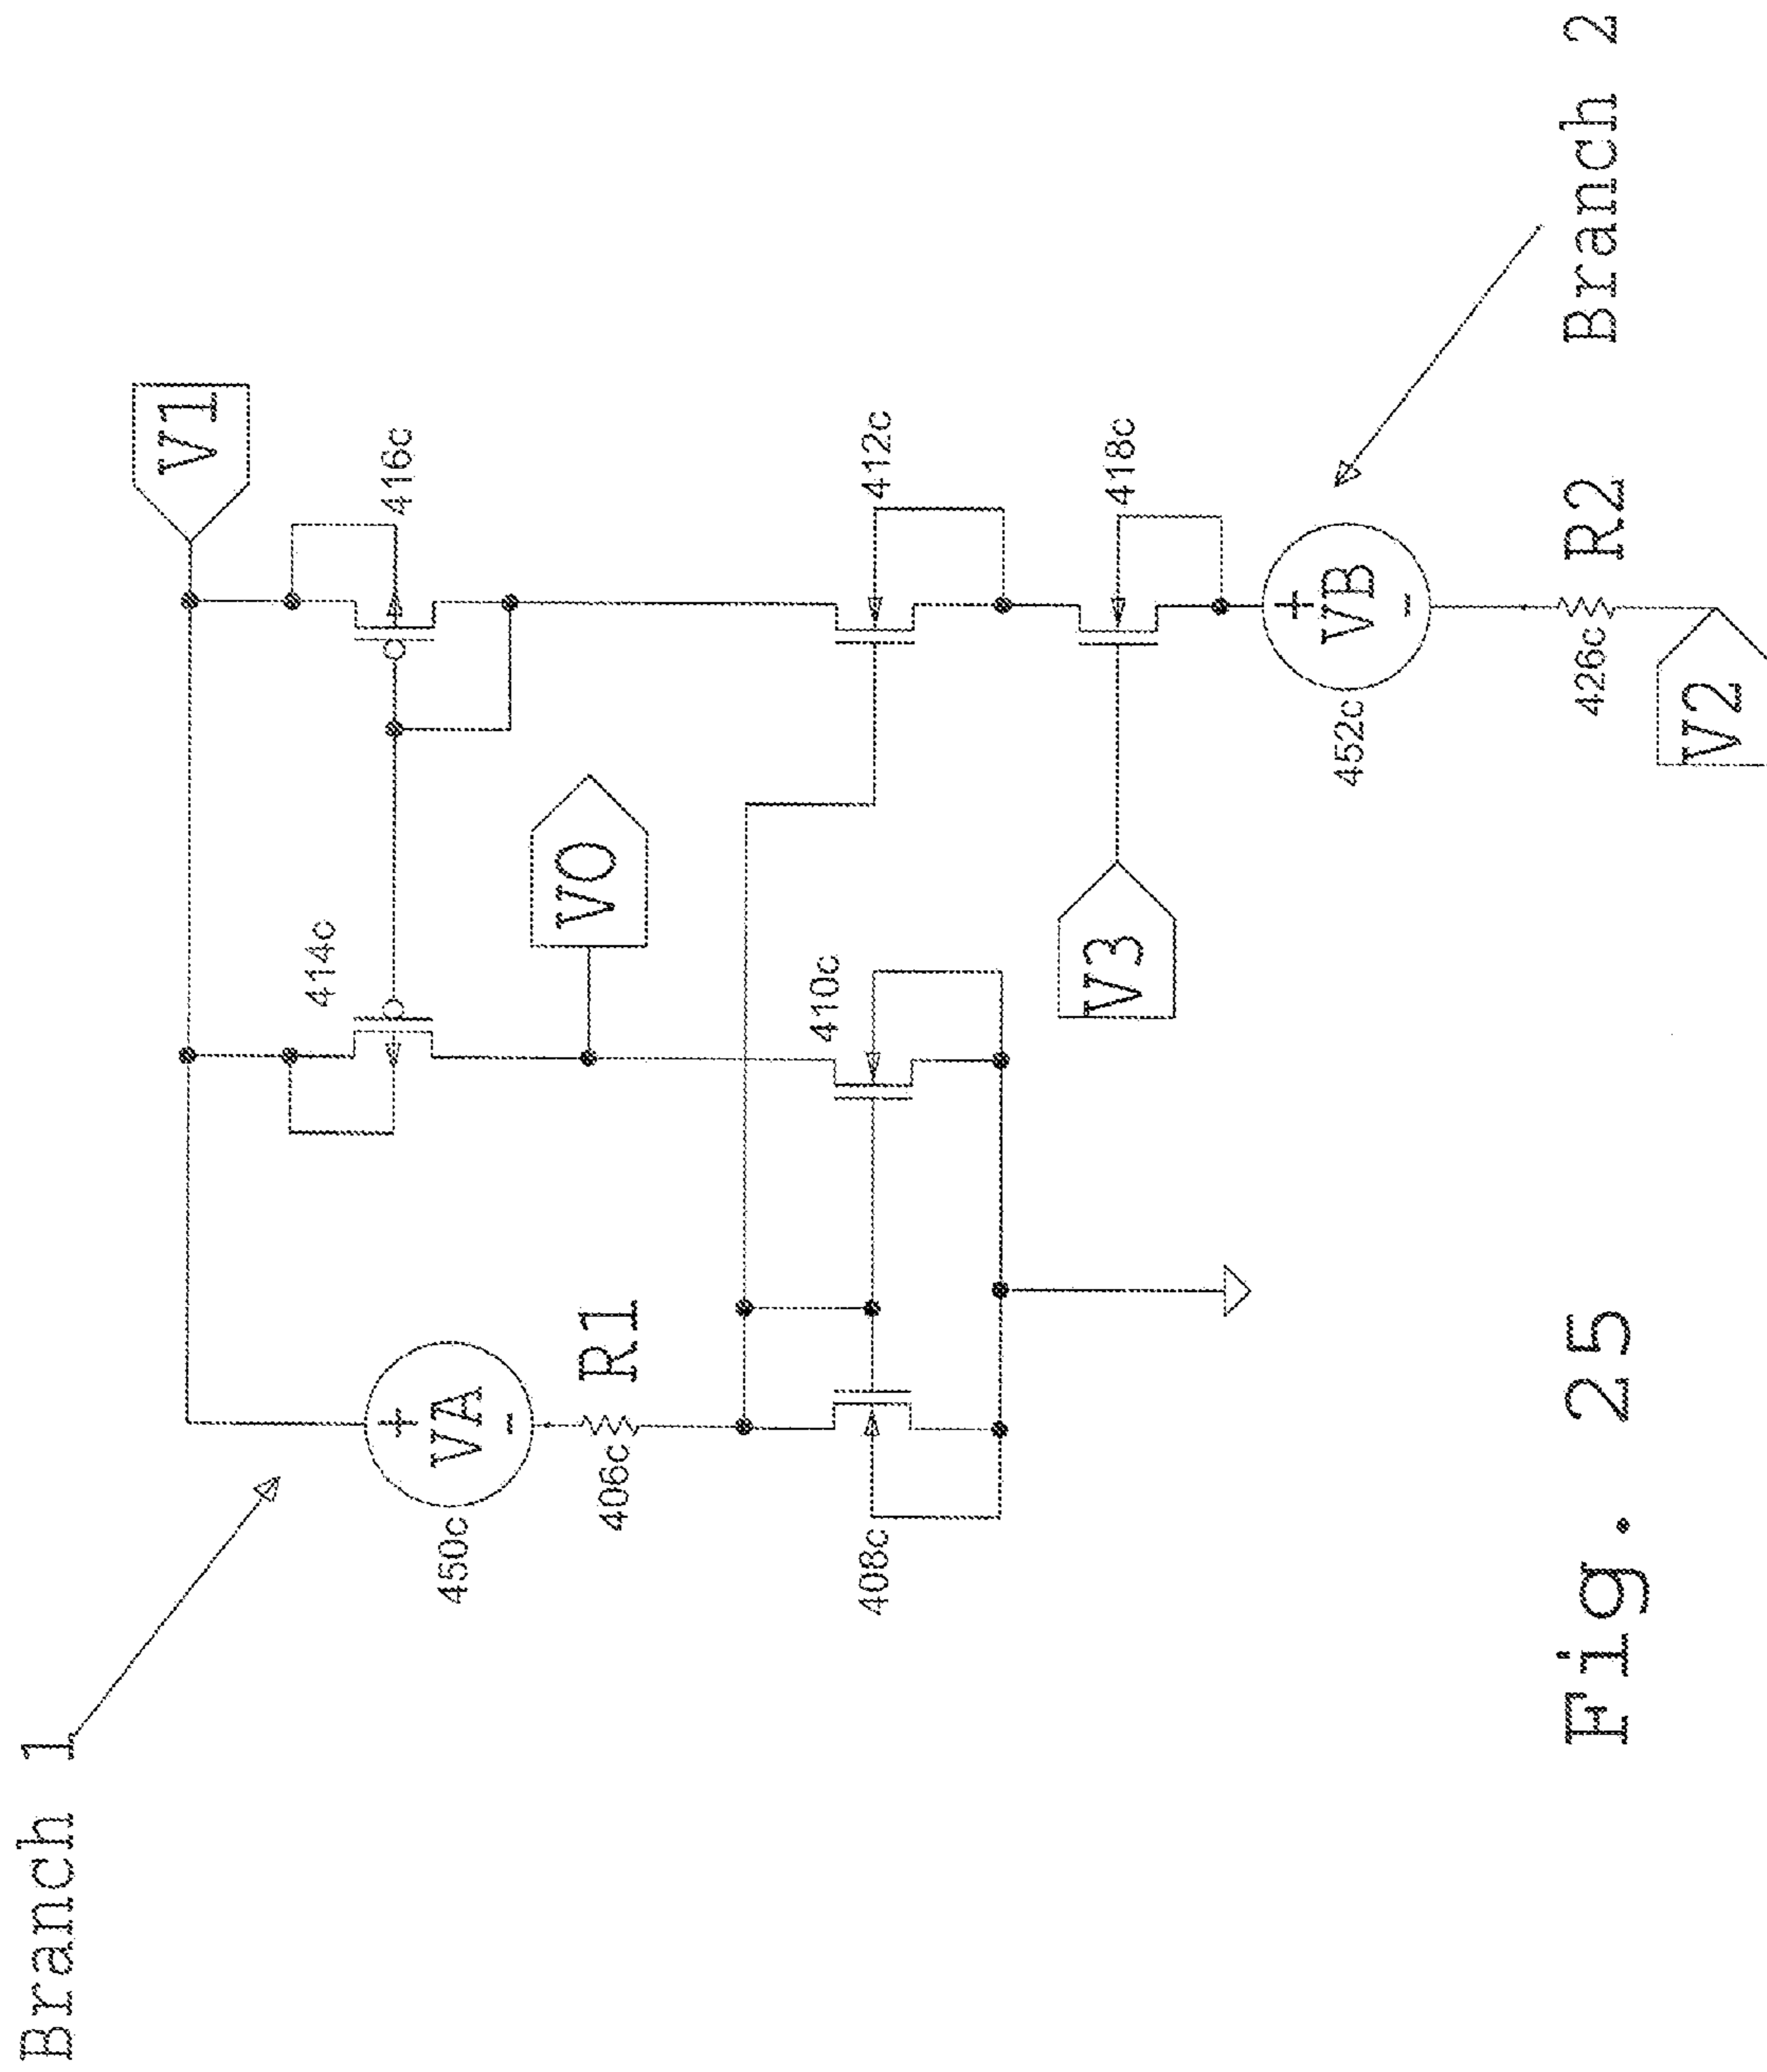 Branch 1
V1
416c
414c
VA
+
-
450c
R1
406c
VO
412c
410c
408c
V3
418c
VB
+
-
452c
R2
426c
V2
Branch 2
Fig. 25